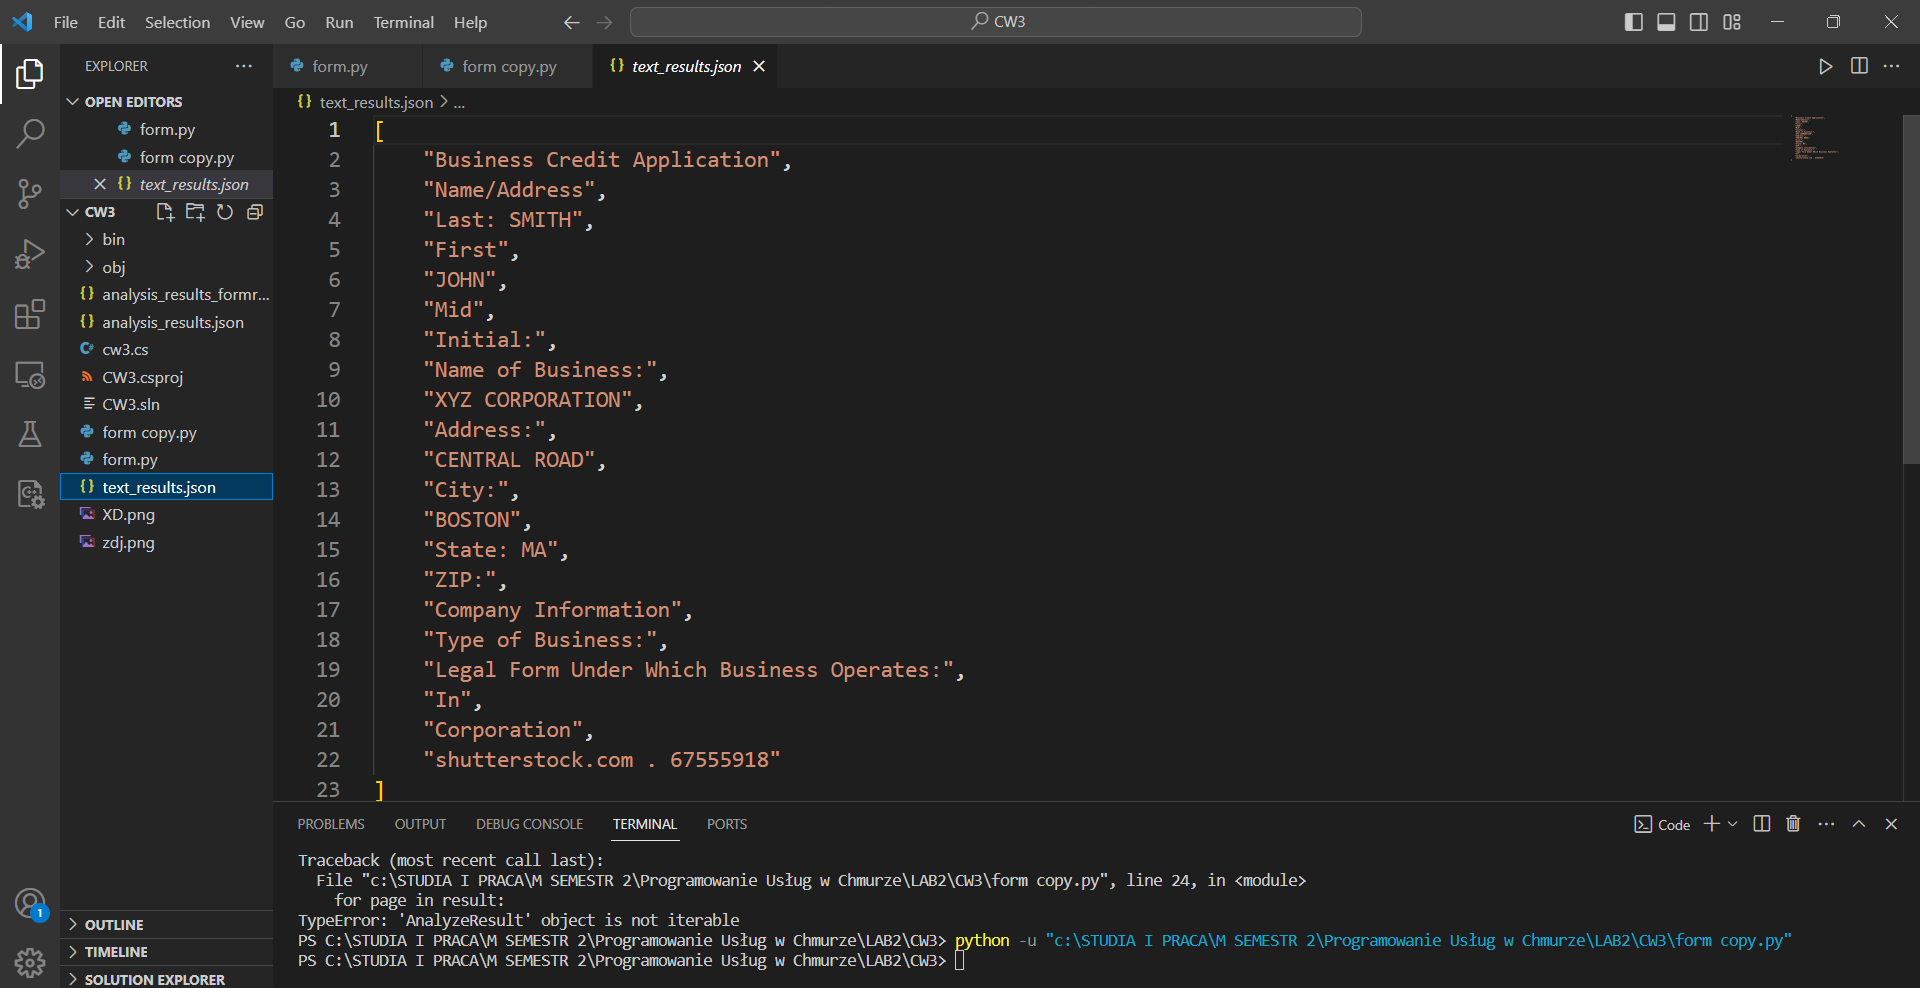 File Edit Selection View Go Run Terminal Help CW3
EXPLORER ...
OPEN EDITORS
form.py
form copy.py
text_results.json
CW3
bin
obj
analysis_results_formr...
analysis_results.json
cw3.cs
CW3.csproj
CW3.sln
form copy.py
form.py
text_results.json
XD.png
zdj.png
OUTLINE
TIMELINE
SOLUTION EXPLORER
1
form.py form copy.py text_results.json
text_results.json > ...
1 [
2 "Business Credit Application",
3 "Name/Address",
4 "Last: SMITH",
5 "First",
6 "JOHN",
7 "Mid",
8 "Initial:",
9 "Name of Business:",
10 "XYZ CORPORATION",
11 "Address:",
12 "CENTRAL ROAD",
13 "City:",
14 "BOSTON",
15 "State: MA",
16 "ZIP:",
17 "Company Information",
18 "Type of Business:",
19 "Legal Form Under Which Business Operates:",
20 "In",
21 "Corporation",
22 "shutterstock.com . 67555918"
23 ]
PROBLEMS OUTPUT DEBUG CONSOLE TERMINAL PORTS Code
Traceback (most recent call last):
File "c:\STUDIA I PRACA\M SEMESTR 2\Programowanie Usług w Chmurze\LAB2\CW3\form copy.py", line 24, in <module>
for page in result:
TypeError: 'AnalyzeResult' object is not iterable
PS C:\STUDIA I PRACA\M SEMESTR 2\Programowanie Usług w Chmurze\LAB2\CW3> python -u "c:\STUDIA I PRACA\M SEMESTR 2\Programowanie Usług w Chmurze\LAB2\CW3\form copy.py"
PS C:\STUDIA I PRACA\M SEMESTR 2\Programowanie Usług w Chmurze\LAB2\CW3>